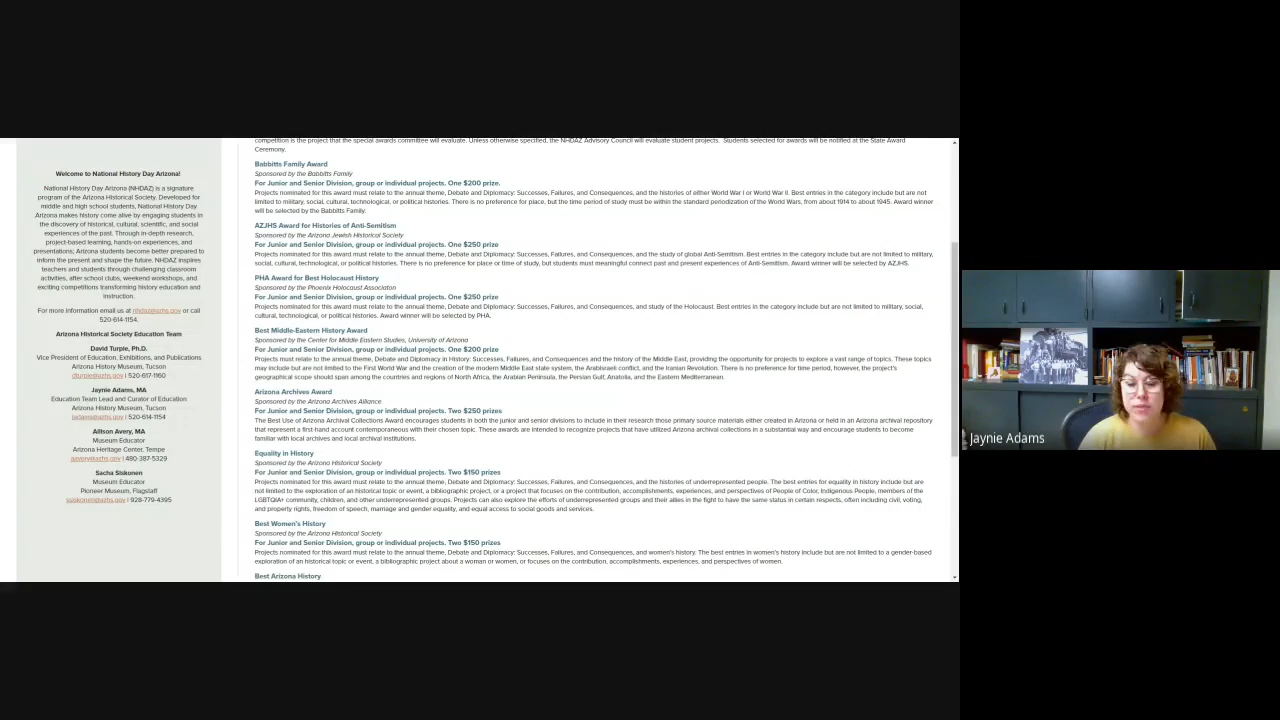 Welcome to National History Day Arizona!
National History Day Arizona (NHDAZ) is a signature
program of the Arizona Historical Society. Developed for
middle and high school students, National History Day
Arizona makes history come alive by engaging students in
the discovery of historical, cultural, scientific, and social
experiences of the past. Through in-depth research,
project-based learning, hands-on experiences, and
presentations; Arizona students become better prepared to
inform the present and shape the future. NHDAZ inspires
teachers and students through challenging classroom
activities, after school clubs, weekend workshops, and
exciting competitions transforming history education and
instruction.
For more information email us at nhdaz@azhs.gov or call
520-614-1154.
Arizona Historical Society Education Team
David Turpie, Ph.D.
Vice President of Education, Exhibitions, and Publications
Arizona History Museum, Tucson
dturpie@azhs.gov | 520-617-1160
Jaynie Adams, MA
Education Team Lead and Curator of Education
Arizona History Museum, Tucson
jadams@azhs.gov | 520-614-1154
Allison Avery, MA
Museum Educator
Arizona Heritage Center, Tempe
aavery@azhs.gov | 480-387-5329
Sacha Siskonen
Museum Educator
Pioneer Museum, Flagstaff
ssiskonen@azhs.gov | 928-779-4395
competition is the project that the special awards committee will evaluate. Unless otherwise specified, the NHDAZ Advisory Council will evaluate student projects. Students selected for awards will be notified at the State Award
Ceremony.
Babbitts Family Award
Sponsored by the Babbitts Family
For Junior and Senior Division, group or individual projects. One $200 prize.
Projects nominated for this award must relate to the annual theme, Debate and Diplomacy: Successes, Failures, and Consequences, and the histories of either World War I or World War II. Best entries in the category include but are not
limited to military, social, cultural, technological, or political histories. There is no preference for place, but the time period of study must be within the standard periodization of the World Wars, from about 1914 to about 1945. Award winner
will be selected by the Babbitts Family.
AZJHS Award for Histories of Anti-Semitism
Sponsored by the Arizona Jewish Historical Society
For Junior and Senior Division, group or individual projects. One $250 prize
Projects nominated for this award must relate to the annual theme, Debate and Diplomacy: Successes, Failures, and Consequences, and the study of global Anti-Semitism. Best entries in the category include but are not limited to military,
social, cultural, technological, or political histories. There is no preference for place or time of study, but students must meaningful connect past and present experiences of Anti-Semitism. Award winner will be selected by AZJHS.
PHA Award for Best Holocaust History
Sponsored by the Phoenix Holocaust Associaton
For Junior and Senior Division, group or individual projects. One $250 prize
Projects nominated for this award must relate to the annual theme, Debate and Diplomacy: Successes, Failures, and Consequences, and study of the Holocaust. Best entries in the category include but are not limited to military, social,
cultural, technological, or political histories. Award winner will be selected by PHA.
Best Middle-Eastern History Award
Sponsored by the Center for Middle Eastern Studies, University of Arizona
For Junior and Senior Division, group or individual projects. One $200 prize
Projects must relate to the annual theme, Debate and Diplomacy in History: Successes, Failures, and Consequences and the history of the Middle East, providing the opportunity for projects to explore a vast range of topics. These topics
may include but are not limited to the First World War and the creation of the modern Middle East state system, the Arab/Israeli conflict, and the Iranian Revolution. There is no preference for time period, however, the project's
geographical scope should span among the countries and regions of North Africa, the Arabian Peninsula, the Persian Gulf, Anatolia, and the Eastern Mediterranean.
Arizona Archives Award
Sponsored by the Arizona Archives Alliance
For Junior and Senior Division, group or individual projects. Two $250 prizes
The Best Use of Arizona Archival Collections Award encourages students in both the junior and senior divisions to include in their research those primary source materials either created in Arizona or held in an Arizona archival repository
that represent a first-hand account contemporaneous with their chosen topic. These awards are intended to recognize projects that have utilized Arizona archival collections in a substantial way and encourage students to become
familiar with local archives and local archival institutions.
Equality in History
Sponsored by the Arizona Historical Society
For Junior and Senior Division, group or individual projects. Two $150 prizes
Projects nominated for this award must relate to the annual theme, Debate and Diplomacy: Successes, Failures, and Consequences, and the histories of underrepresented people. The best entries for equality in history include but are
not limited to the exploration of an historical topic or event, a bibliographic project, or a project that focuses on the contribution, accomplishments, experiences, and perspectives of People of Color, Indigenous People, members of the
LGBTQIA+ community, children, and other underrepresented groups. Projects can also explore the efforts of underrepresented groups and their allies in the fight to have the same status in certain respects, often including civil, voting,
and property rights, freedom of speech, marriage and gender equality, and equal access to social goods and services.
Best Women's History
Sponsored by the Arizona Historical Society
For Junior and Senior Division, group or individual projects. Two $150 prizes
Projects nominated for this award must relate to the annual theme, Debate and Diplomacy: Successes, Failures, and Consequences, and women's history. The best entries in women's history include but are not limited to a gender-based
exploration of an historical topic or event, a bibliographic project about a woman or women, or focuses on the contribution, accomplishments, experiences, and perspectives of women.
Best Arizona History
Jaynie Adams